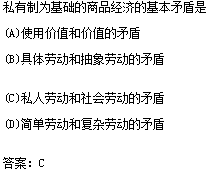 私有制为基础的商品经济的基本矛盾是
(A)使用价值和价值的矛盾
(B)具体劳动和抽象劳动的矛盾
(C)私人劳动和社会劳动的矛盾
(D)简单劳动和复杂劳动的矛盾
答案：C